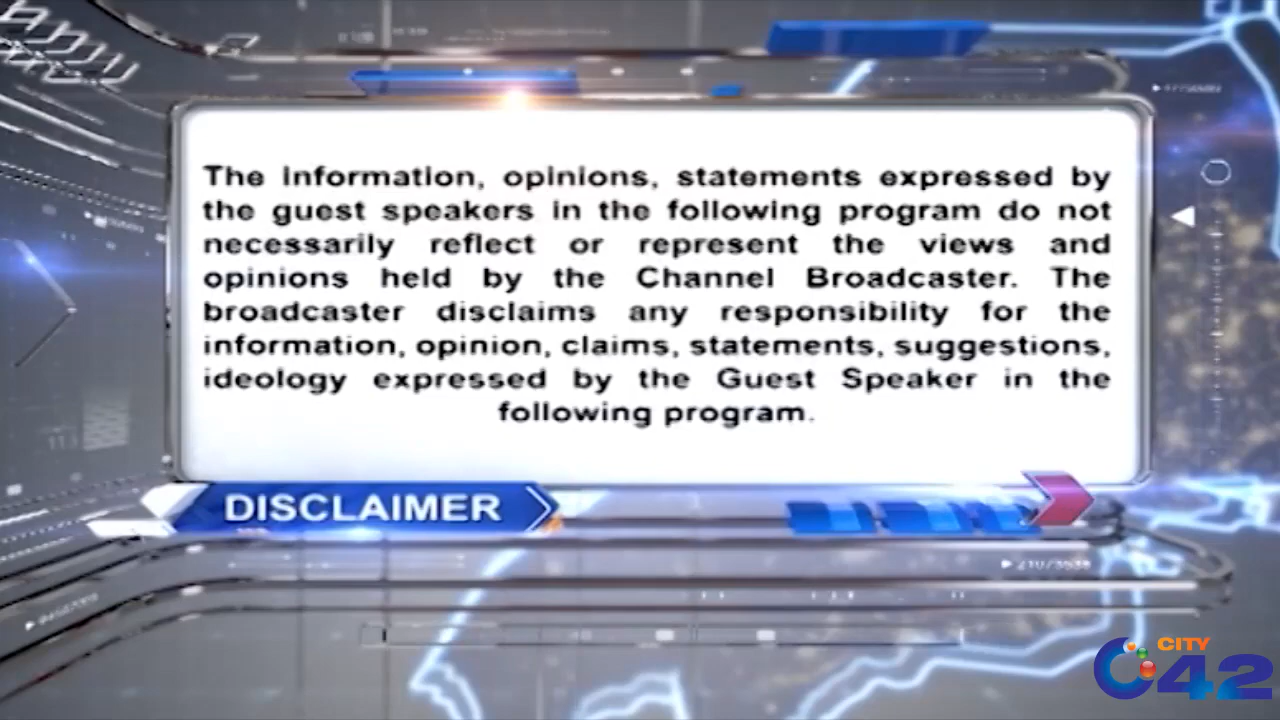 The information, opinions, statements expressed by
the guest speakers in the following program do not
necessarily reflect or represent the views and
opinions held by the Channel Broadcaster. The
broadcaster disclaims any responsibility for the
information, opinion, claims, statements, suggestions,
ideology expressed by the Guest Speaker in the
following program.
DISCLAIMER
CITY
42